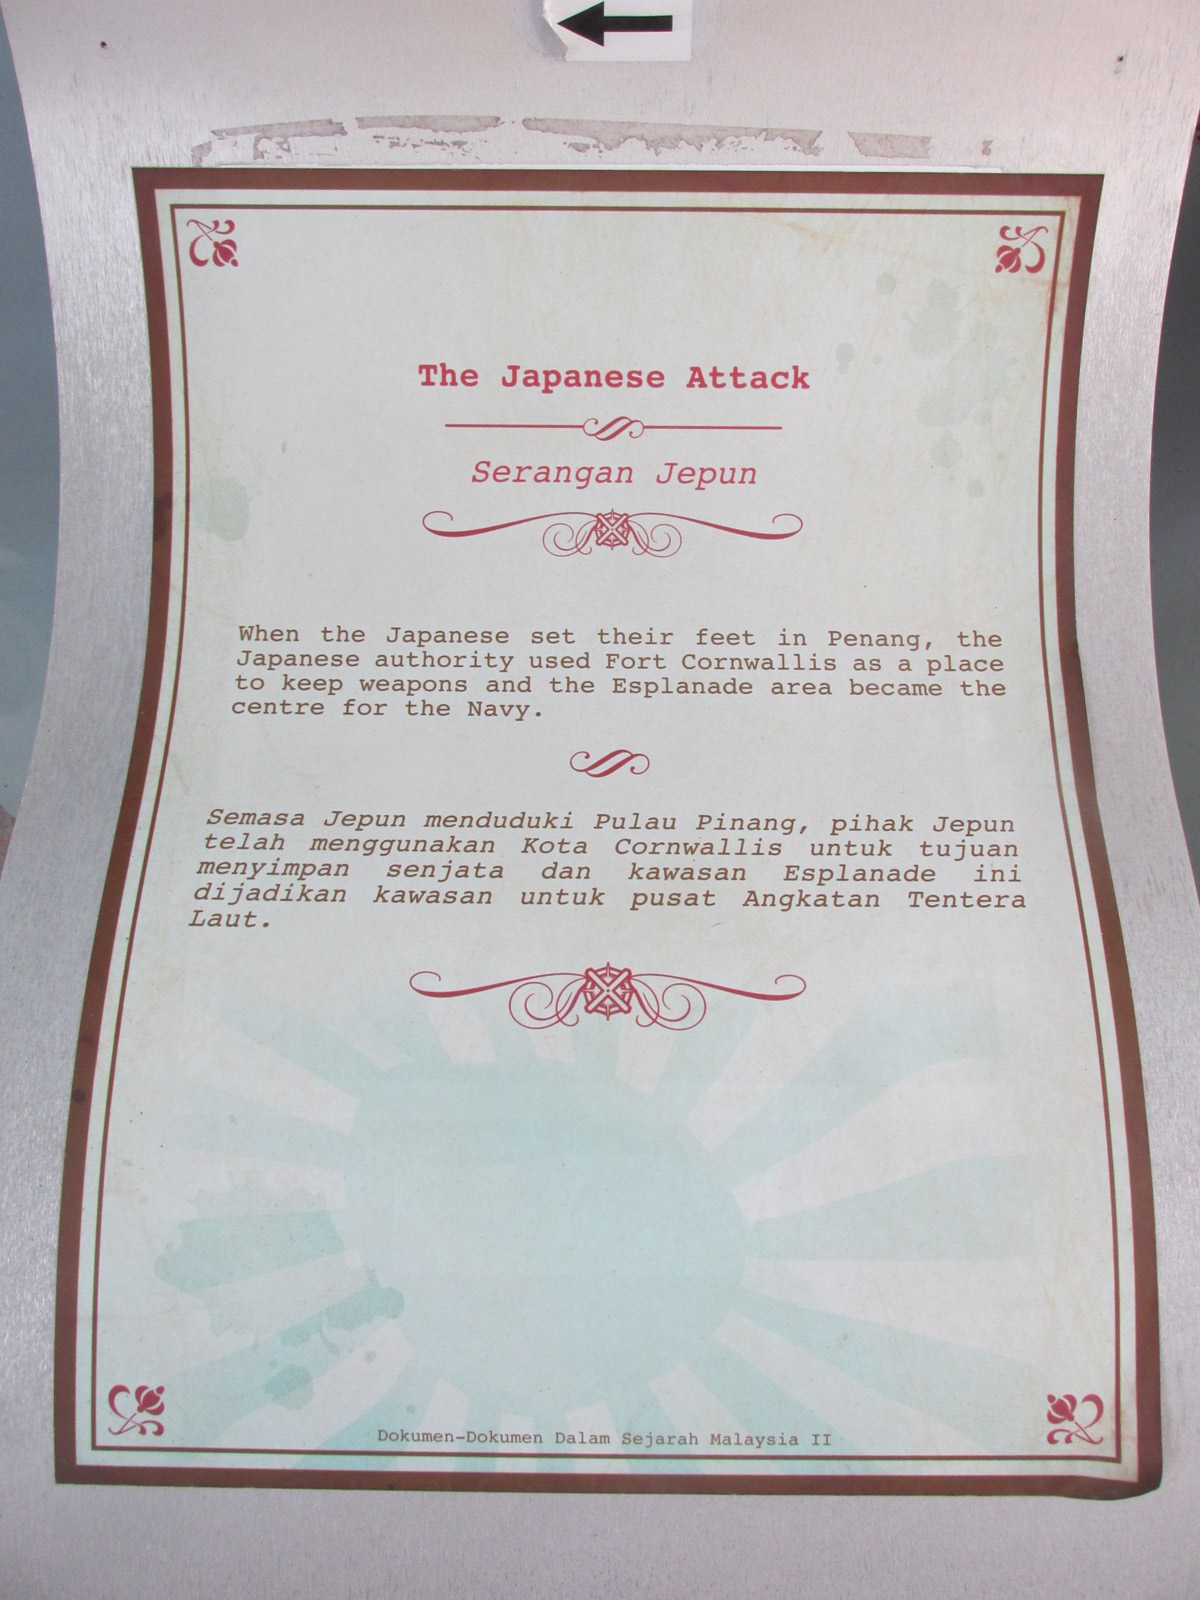 The Japanese Attack
Serangan Jepun
When the Japanese set their feet in Penang, the
Japanese authority used Fort Cornwallis as a place
to keep weapons and the Esplanade area became the
centre for the Navy.
Semasa Jepun menduduki Pulau Pinang, pihak Jepun
telah menggunakan Kota Cornwallis untuk tujuan
menyimpan senjata dan kawasan Esplanade ini
dijadikan kawasan untuk pusat Angkatan Tentera
Laut.
Dokumen-Dokumen Dalam Sejarah Malaysia II